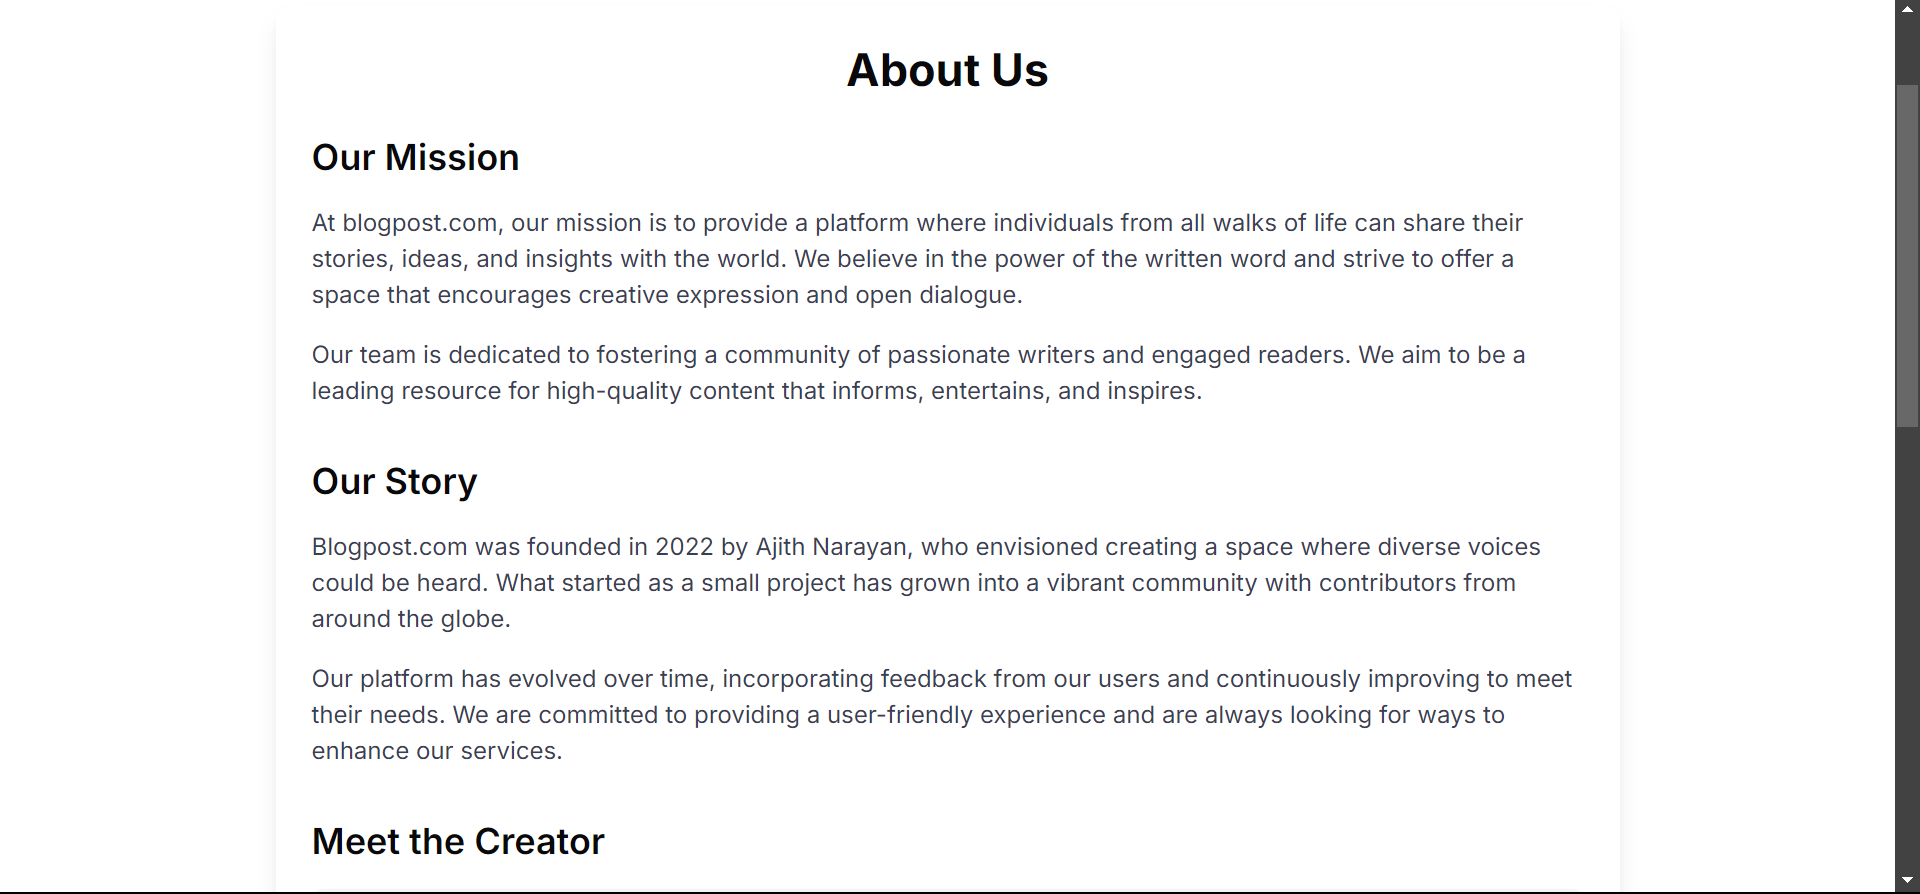 About Us
Our Mission
At blogpost.com, our mission is to provide a platform where individuals from all walks of life can share their
stories, ideas, and insights with the world. We believe in the power of the written word and strive to offer a
space that encourages creative expression and open dialogue.
Our team is dedicated to fostering a community of passionate writers and engaged readers. We aim to be a
leading resource for high-quality content that informs, entertains, and inspires.
Our Story
Blogpost.com was founded in 2022 by Ajith Narayan, who envisioned creating a space where diverse voices
could be heard. What started as a small project has grown into a vibrant community with contributors from
around the globe.
Our platform has evolved over time, incorporating feedback from our users and continuously improving to meet
their needs. We are committed to providing a user-friendly experience and are always looking for ways to
enhance our services.
Meet the Creator